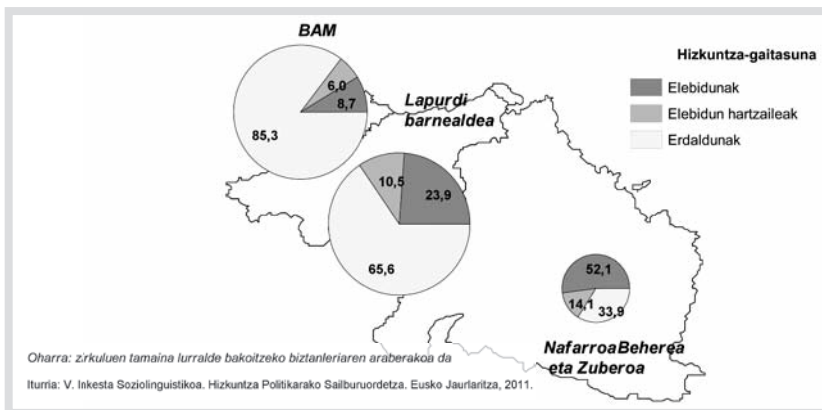 BAM
6,0
8,7
85,3
Hizkuntza-gaitasuna
Elebidunak
Elebidun hartzaileak
Erdaldunak
Lapurdi
barnealdea
10,5
23,9
65,6
52,1
14,1
33,9
Nafarroa Beherea
eta Zuberoa
Oharra: zirkuluen tamaina lurralde bakoitzeko biztanleriaren araberakoa da
Iturria: V. Inkesta Soziolinguistikoa. Hizkuntza Politikarako Sailburuordetza. Eusko Jaurlaritza, 2011.